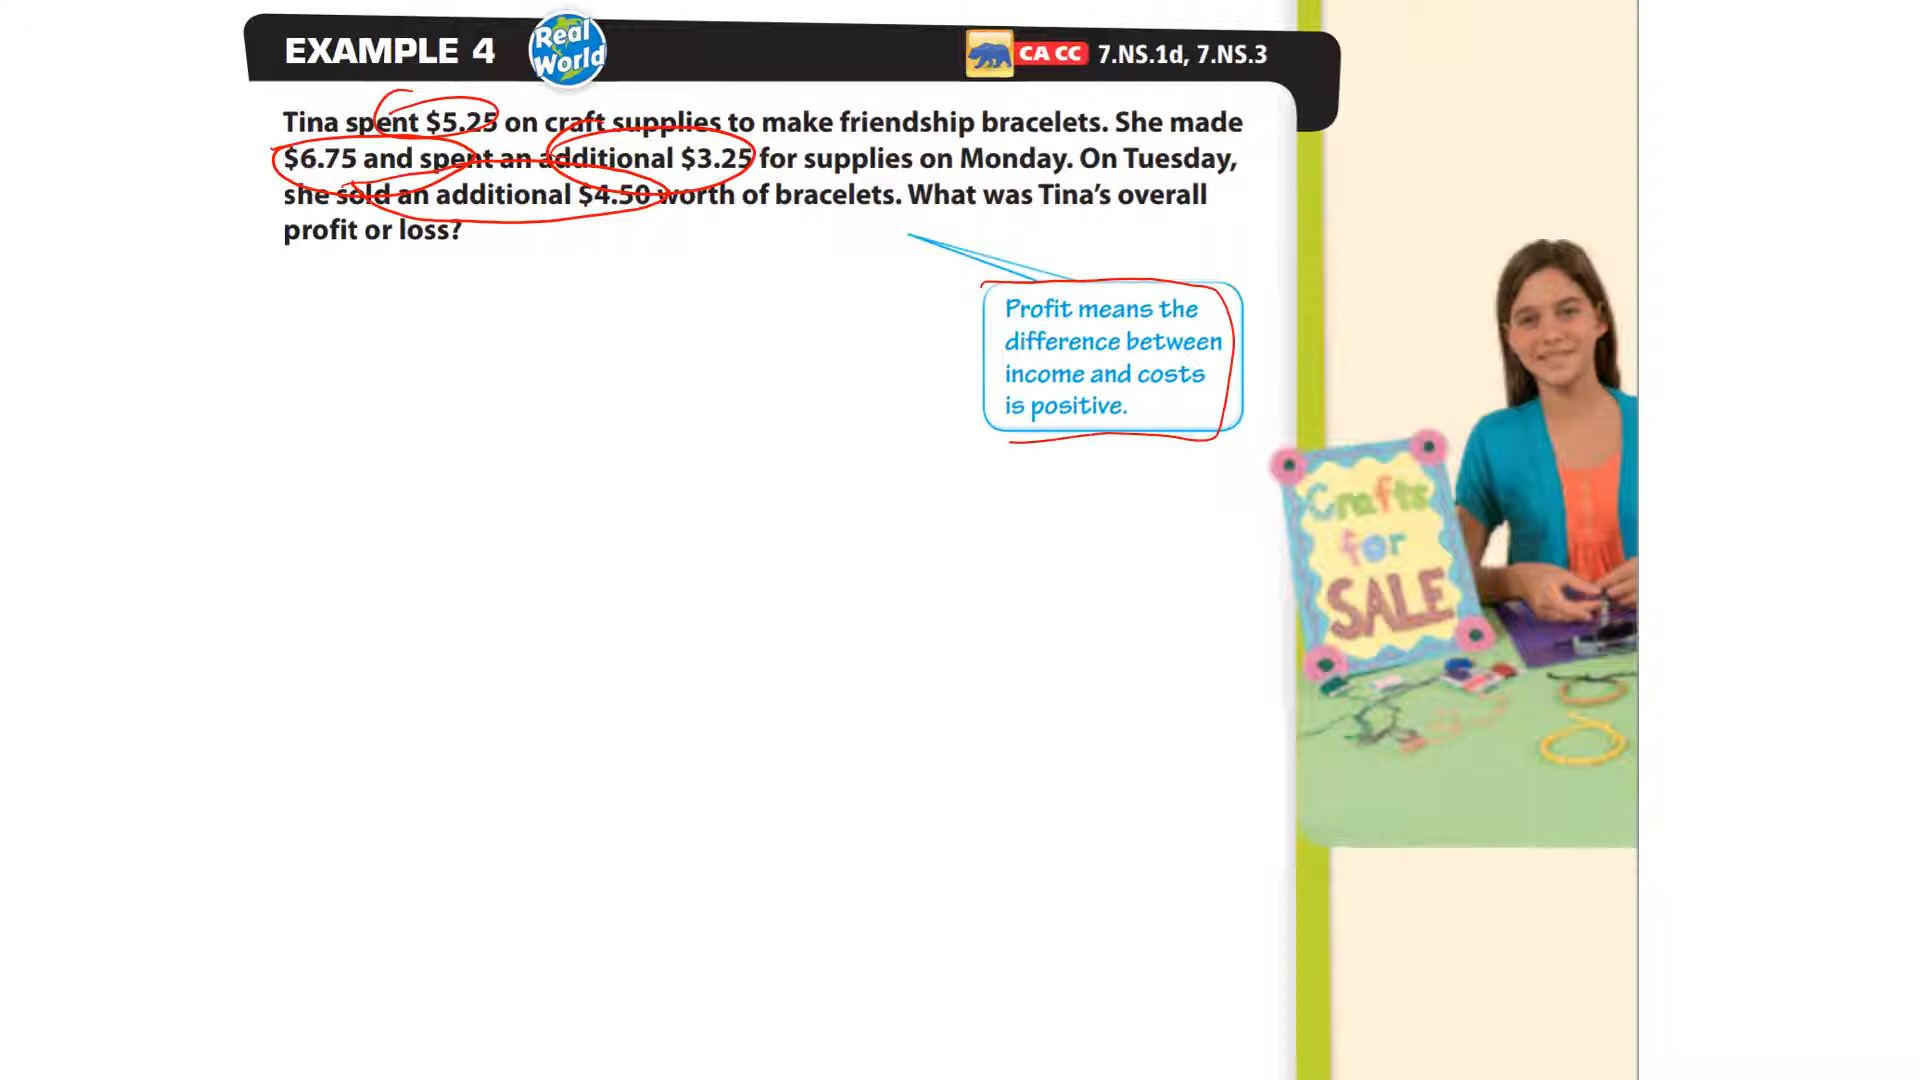 EXAMPLE 4
Real
World
CA CC 7.NS.1d, 7.NS.3
Tina spent $5.25 on craft supplies to make friendship bracelets. She made
$6.75 and spent an additional $3.25 for supplies on Monday. On Tuesday,
she sold an additional $4.50 worth of bracelets. What was Tina’s overall
profit or loss?
Profit means the
difference between
income and costs
is positive.
Crafts
for
SALE